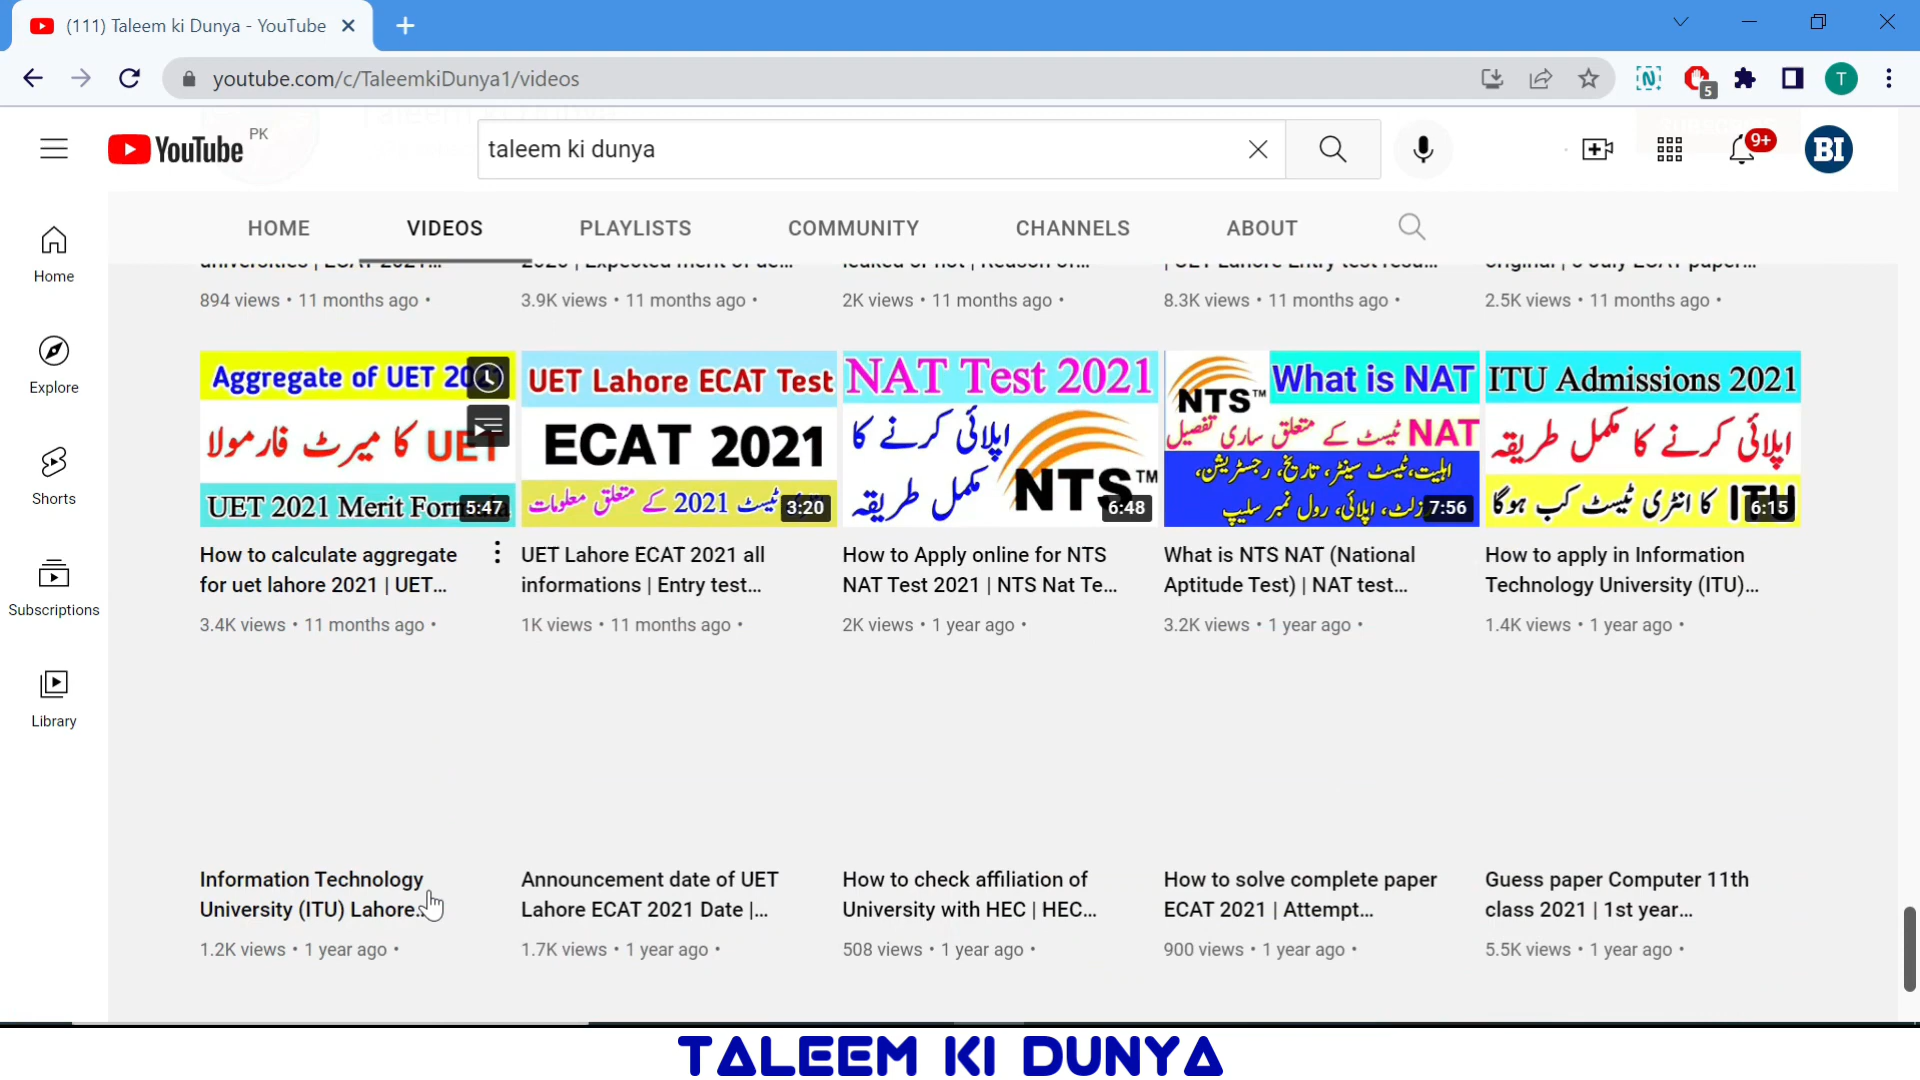 (111) Taleem ki Dunya - YouTube
youtube.com/c/TaleemkiDunya1/videos
5
T
YouTube PK
taleem ki dunya
9+
BI
HOME VIDEOS PLAYLISTS COMMUNITY CHANNELS ABOUT
Home
Explore
Shorts
Subscriptions
Library
894 views • 11 months ago •
3.9K views • 11 months ago •
2K views • 11 months ago •
8.3K views • 11 months ago •
2.5K views • 11 months ago •
Aggregate of UET
UET کا میرٹ فارمولا
UET 2021 Merit
5:47
UET Lahore ECAT Test
ECAT 2021
ٹیسٹ 2021 کے متعلق معلومات
3:20
NAT Test 2021
اپلائی کرنے کا
مکمل طریقہ
NTS™
6:48
NTS™
What is NAT
NAT ٹیسٹ کے متعلق ساری تفصیل
اہلیت، ٹیسٹ سینٹر، تاریخ، رجسٹریشن،
رزلٹ، اپلائی، رول نمبر سلیپ
7:56
ITU Admissions 2021
اپلائی کرنے کا مکمل طریقہ
ITU کا انٹری ٹیسٹ کب ہوگا
6:15
How to calculate aggregate
for uet lahore 2021 | UET...
3.4K views • 11 months ago •
UET Lahore ECAT 2021 all
informations | Entry test...
1K views • 11 months ago •
How to Apply online for NTS
NAT Test 2021 | NTS Nat Te...
2K views • 1 year ago •
What is NTS NAT (National
Aptitude Test) | NAT test...
3.2K views • 1 year ago •
How to apply in Information
Technology University (ITU)...
1.4K views • 1 year ago •
Information Technology
University (ITU) Lahore...
1.2K views • 1 year ago •
Announcement date of UET
Lahore ECAT 2021 Date |...
1.7K views • 1 year ago •
How to check affiliation of
University with HEC | HEC...
508 views • 1 year ago •
How to solve complete paper
ECAT 2021 | Attempt...
900 views • 1 year ago •
Guess paper Computer 11th
class 2021 | 1st year...
5.5K views • 1 year ago •
TALEEM KI DUNYA